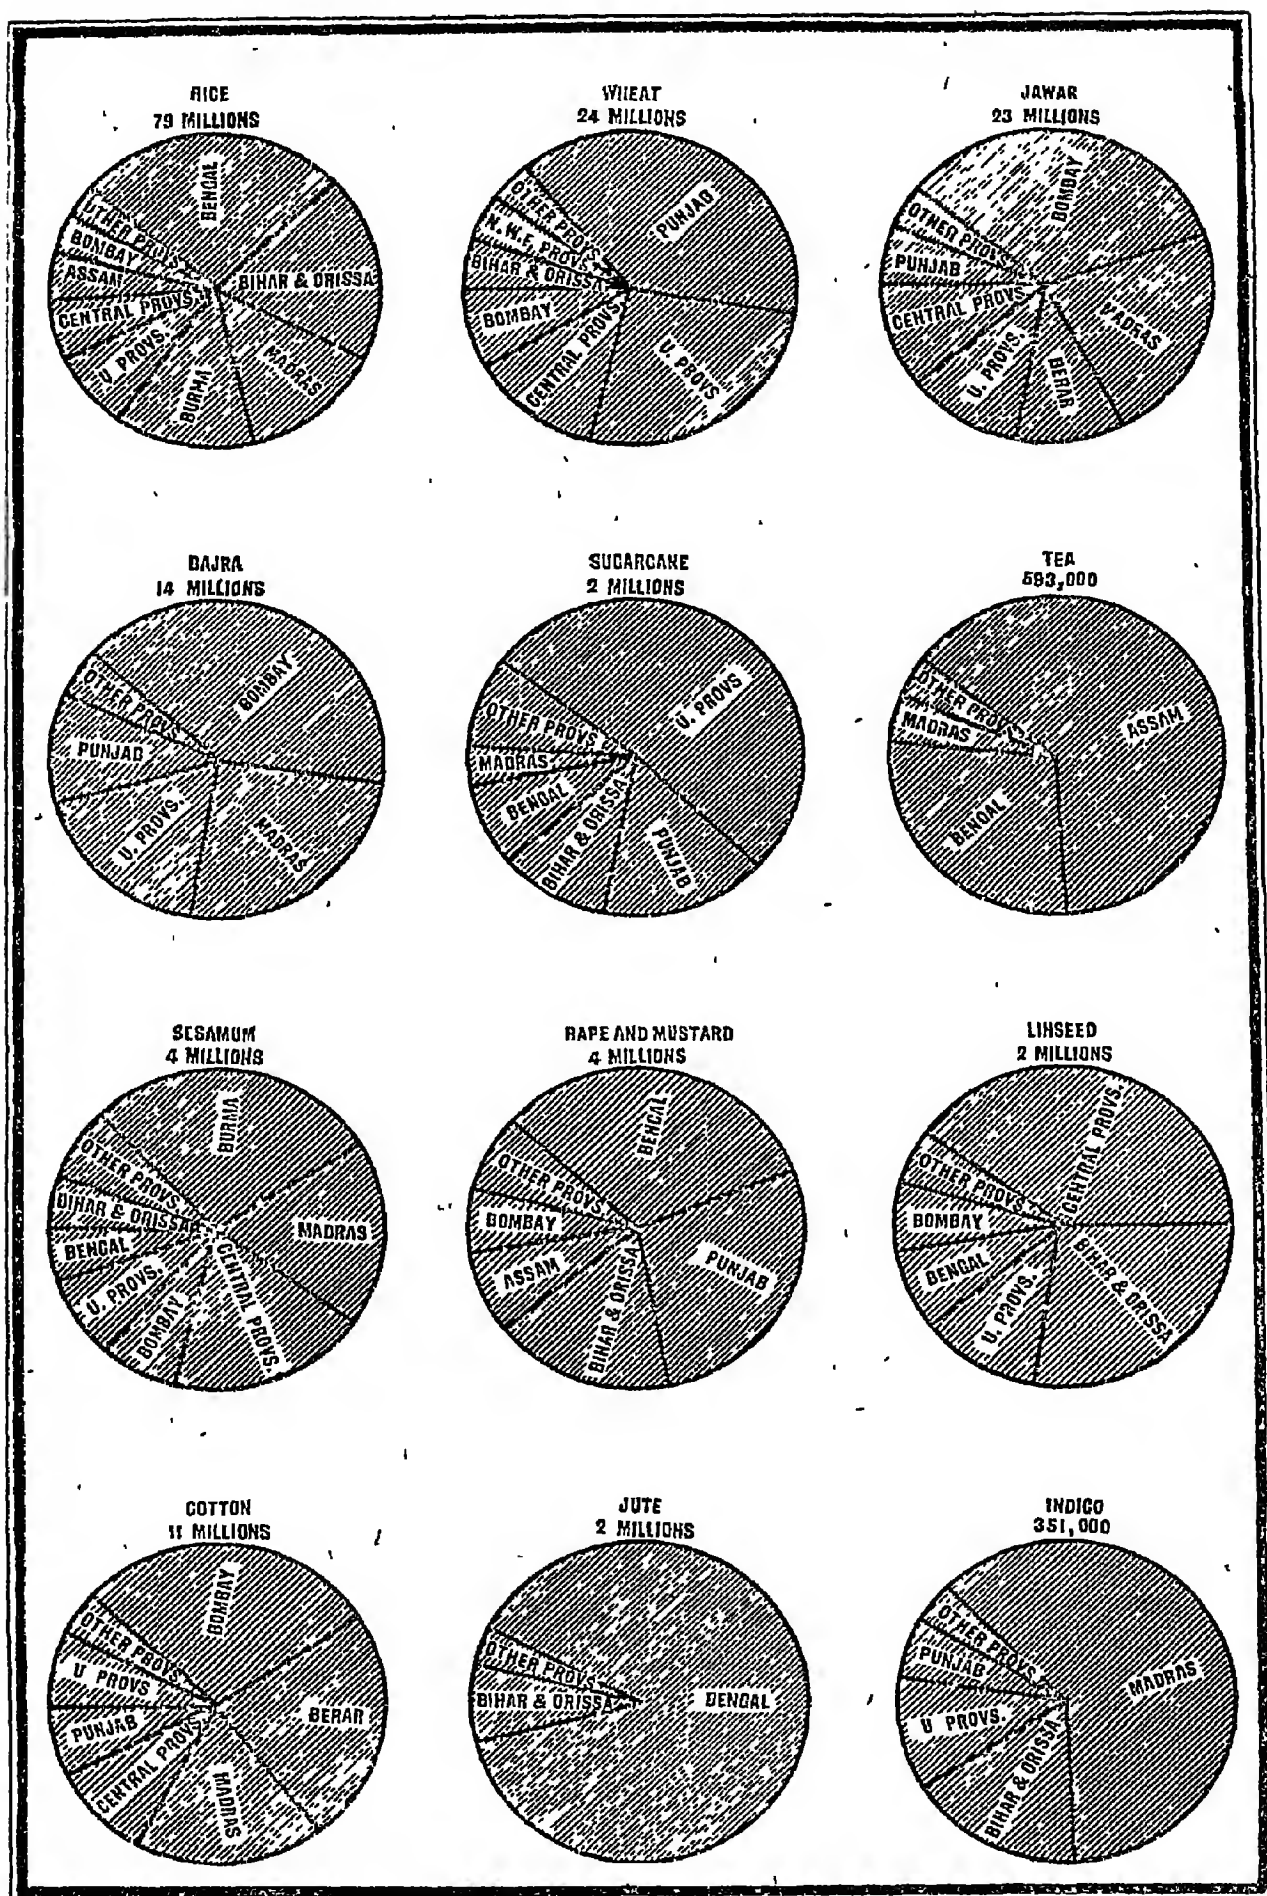 RICE
79 MILLIONS
BENGAL
BIHAR & ORISSA
MADRAS
BURMA
U. PROVS.
CENTRAL PROVS.
ASSAM
BOMBAY
OTHER PROVS
WHEAT
24 MILLIONS
PUNJAB
U. PROVS
CENTRAL PROVS
BOMBAY
BIHAR & ORISSA
N.W.F. PROVS
OTHER PROVS
JAWAR
23 MILLIONS
BOMBAY
MADRAS
BERAR
U. PROVS.
CENTRAL PROVS
PUNJAB
OTHER PROVS
BAJRA
14 MILLIONS
BOMBAY
MADRAS
U. PROVS.
PUNJAB
OTHER PROVS
SUGARCANE
2 MILLIONS
U. PROVS
PUNJAB
BIHAR & ORISSA
BENGAL
MADRAS
OTHER PROVS
TEA
593,000
ASSAM
BENGAL
MADRAS
OTHER PROVS
SESAMUM
4 MILLIONS
BURMA
MADRAS
CENTRAL PROVS.
BOMBAY
U. PROVS.
BENGAL
BIHAR & ORISSA
OTHER PROVS
RAPE AND MUSTARD
4 MILLIONS
BENGAL
PUNJAB
BIHAR & ORISSA
ASSAM
BOMBAY
OTHER PROVS
LINSEED
2 MILLIONS
CENTRAL PROVS.
BIHAR & ORISSA
U. PROVS.
BENGAL
BOMBAY
OTHER PROVS
COTTON
11 MILLIONS
BOMBAY
BERAR
MADRAS
CENTRAL PROVS
PUNJAB
U PROVS
OTHER PROVS
JUTE
2 MILLIONS
BENGAL
BIHAR & ORISSA
OTHER PROVS
INDIGO
351,000
MADRAS
BIHAR & ORISSA
U PROVS.
PUNJAB
OTHER PROVS